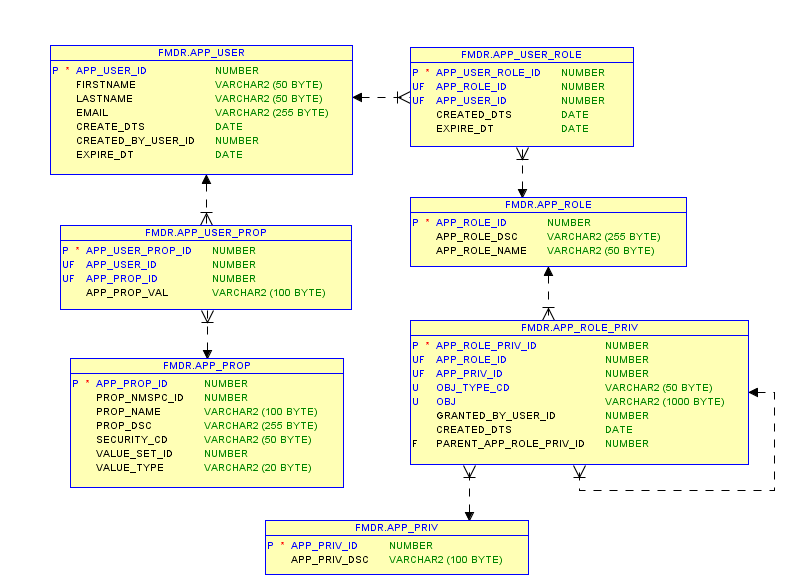 FMDR.APP_USER
P * APP_USER_ID NUMBER
FIRSTNAME VARCHAR2 (50 BYTE)
LASTNAME VARCHAR2 (50 BYTE)
EMAIL VARCHAR2 (255 BYTE)
CREATE_DTS DATE
CREATED_BY_USER_ID NUMBER
EXPIRE_DT DATE
FMDR.APP_USER_ROLE
P * APP_USER_ROLE_ID NUMBER
UF APP_ROLE_ID NUMBER
UF APP_USER_ID NUMBER
CREATED_DTS DATE
EXPIRE_DT DATE
FMDR.APP_ROLE
P * APP_ROLE_ID NUMBER
APP_ROLE_DSC VARCHAR2 (255 BYTE)
APP_ROLE_NAME VARCHAR2 (50 BYTE)
FMDR.APP_USER_PROP
P * APP_USER_PROP_ID NUMBER
UF APP_USER_ID NUMBER
UF APP_PROP_ID NUMBER
APP_PROP_VAL VARCHAR2 (100 BYTE)
FMDR.APP_ROLE_PRIV
P * APP_ROLE_PRIV_ID NUMBER
UF APP_ROLE_ID NUMBER
UF APP_PRIV_ID NUMBER
U OBJ_TYPE_CD VARCHAR2 (50 BYTE)
U OBJ VARCHAR2 (1000 BYTE)
GRANTED_BY_USER_ID NUMBER
CREATED_DTS DATE
F PARENT_APP_ROLE_PRIV_ID NUMBER
FMDR.APP_PROP
P * APP_PROP_ID NUMBER
PROP_NMSPC_ID NUMBER
PROP_NAME VARCHAR2 (100 BYTE)
PROP_DSC VARCHAR2 (255 BYTE)
SECURITY_CD VARCHAR2 (50 BYTE)
VALUE_SET_ID NUMBER
VALUE_TYPE VARCHAR2 (20 BYTE)
FMDR.APP_PRIV
P * APP_PRIV_ID NUMBER
APP_PRIV_DSC VARCHAR2 (100 BYTE)